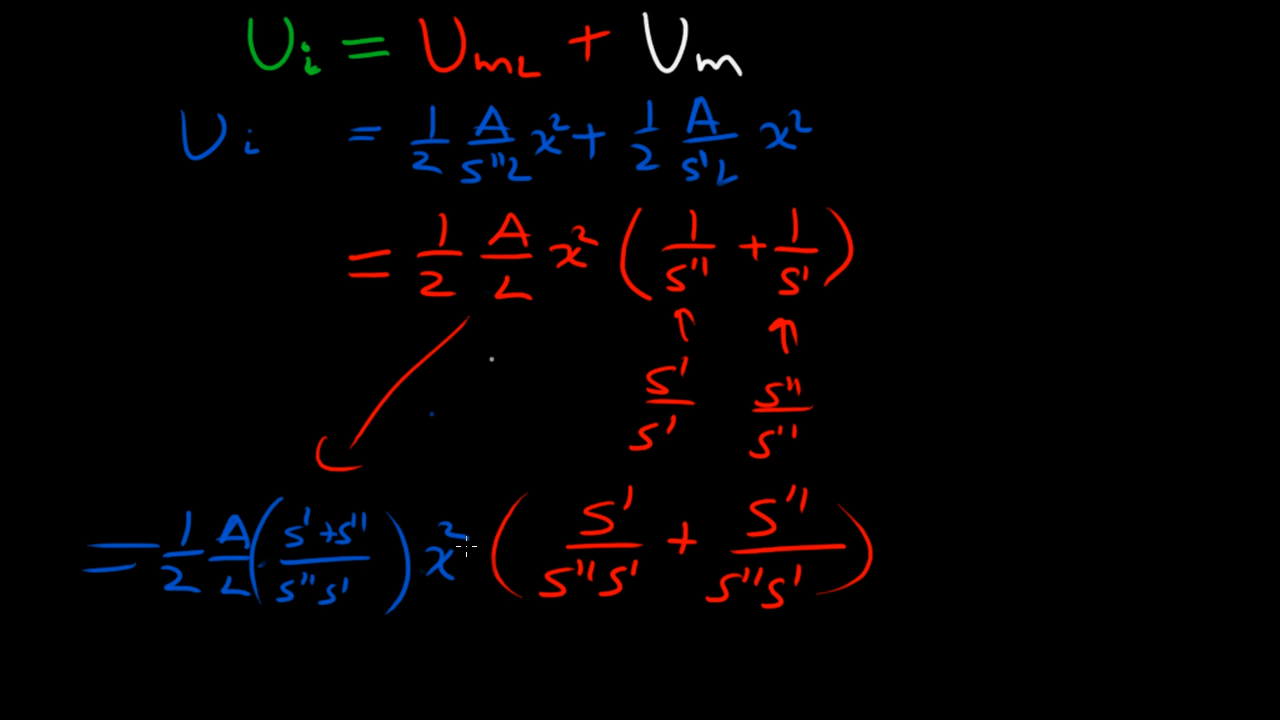 Ui = UmL + Um
Ui = 1/2 A/s''L x² + 1/2 A/s'L x²
= 1/2 A/L x² (1/s'' + 1/s')
s'/s' s''/s''
= 1/2 A/L (s'+s''/s''s') x² (s'/s''s' + s''/s''s')